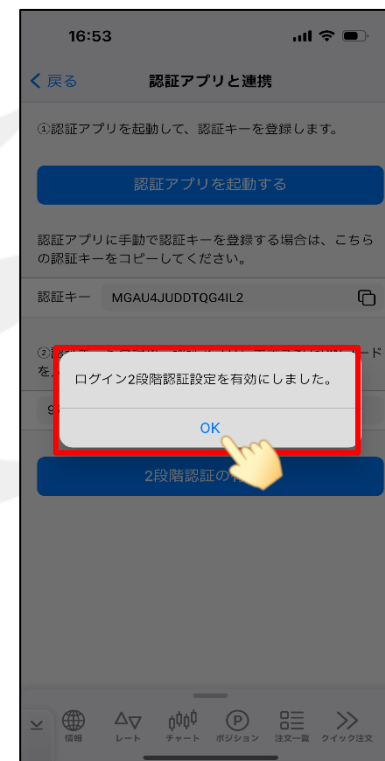 16:53
戻る
認証アプリと連携
①認証アプリを起動して、認証キーを登録します。
認証アプリを起動する
認証アプリに手動で認証キーを登録する場合は、こちら
の認証キーをコピーしてください。
認証キー MGAU4JUDDTQG4IL2
ログイン2段階認証設定を有効にしました。
OK
2段階認証の
情報
レート
チャート
ポジション
注文一覧
クイック注文